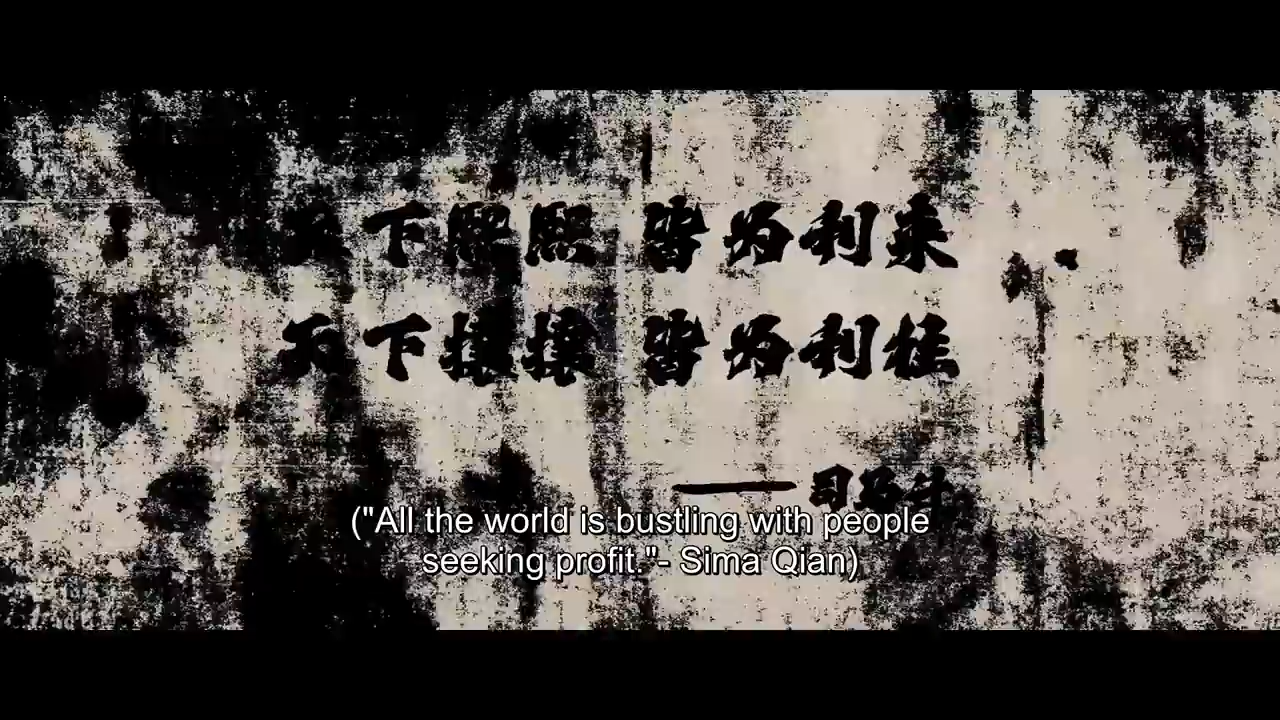 天下熙熙 皆为利来
天下攘攘 皆为利往
——司马迁
("All the world is bustling with people
seeking profit."- Sima Qian)